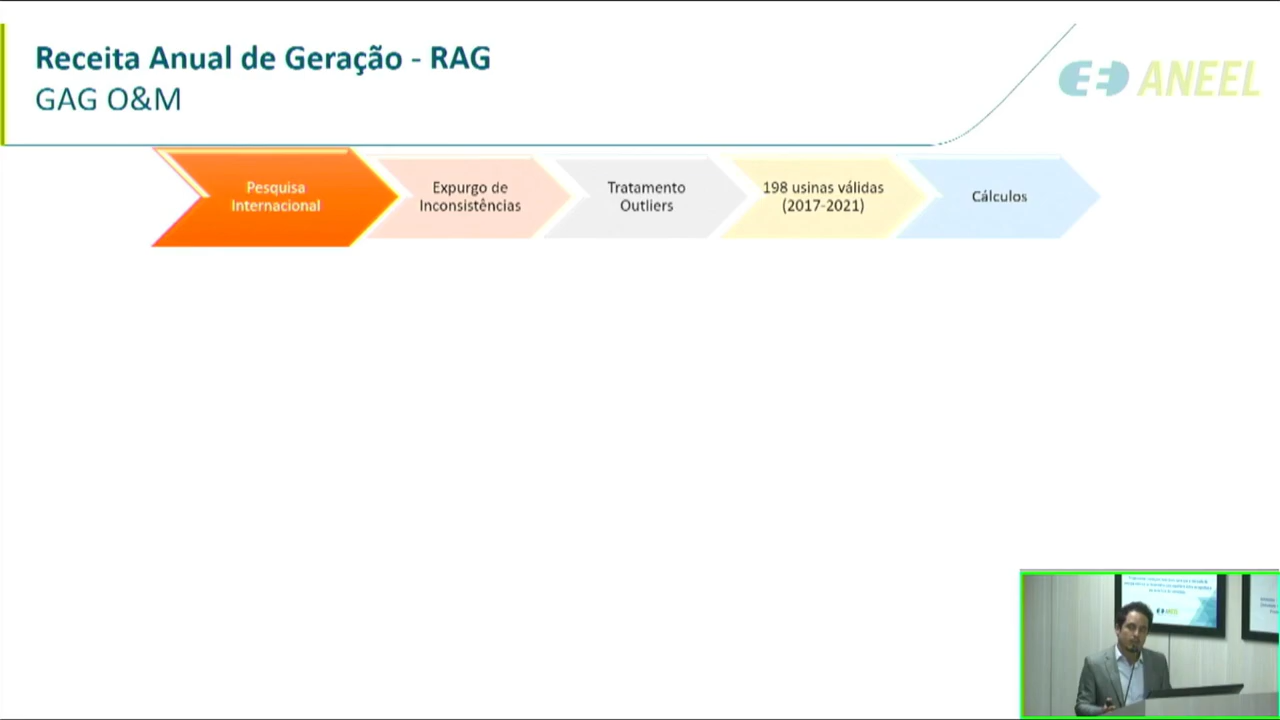 Receita Anual de Geração - RAG
GAG O&M
ANEEL
Pesquisa
Internacional
Expurgo de
Inconsistências
Tratamento
Outliers
198 usinas válidas
(2017-2021)
Cálculos
ANEEL